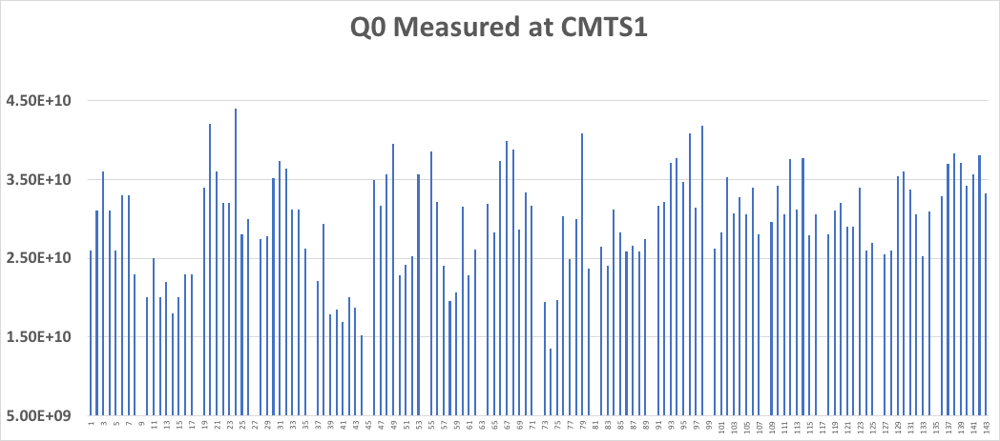 Q0 Measured at CMTS1
4.50E+10
3.50E+10
2.50E+10
1.50E+10
5.00E+09
1 3 5 7 9 11 13 15 17 19 21 23 25 27 29 31 33 35 37 39 41 43 45 47 49 51 53 55 57 59 61 63 65 67 69 71 73 75 77 79 81 83 85 87 89 91 93 95 97 99 101 103 105 107 109 111 113 115 117 119 121 123 125 127 129 131 133 135 137 139 141 143